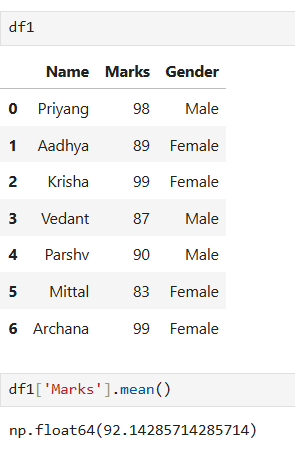 df1
Name Marks Gender
0 Priyang 98 Male
1 Aadhya 89 Female
2 Krisha 99 Female
3 Vedant 87 Male
4 Parshv 90 Male
5 Mittal 83 Female
6 Archana 99 Female
df1['Marks'].mean()
np.float64(92.14285714285714)